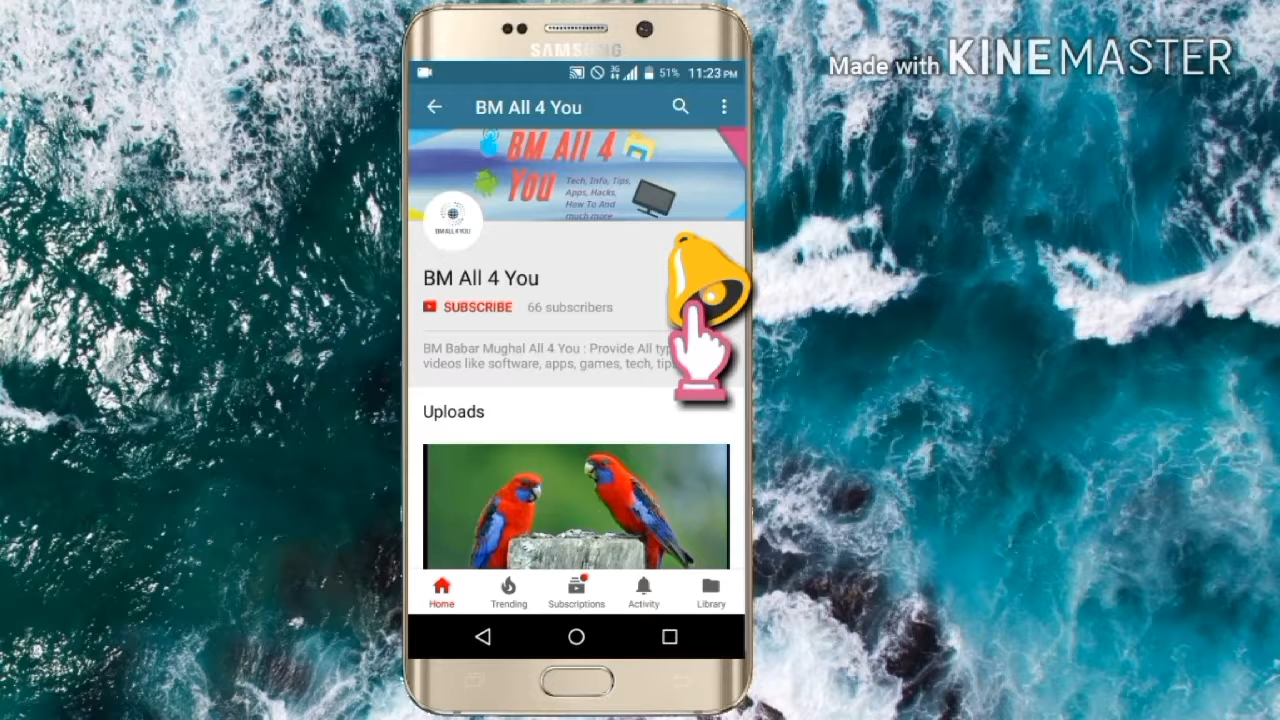 Made with KINEMASTER
SAMSUNG
3G 51% 11:23 PM
BM All 4 You
BM All 4
You
Tech, Info, Tips,
Apps, Hacks,
How To And
much more
BM ALL 4 YOU
BM All 4 You
SUBSCRIBE 66 subscribers
BM Babar Mughal All 4 You : Provide All
videos like software, apps, games, tech,
Uploads
Home Trending Subscriptions Activity Library